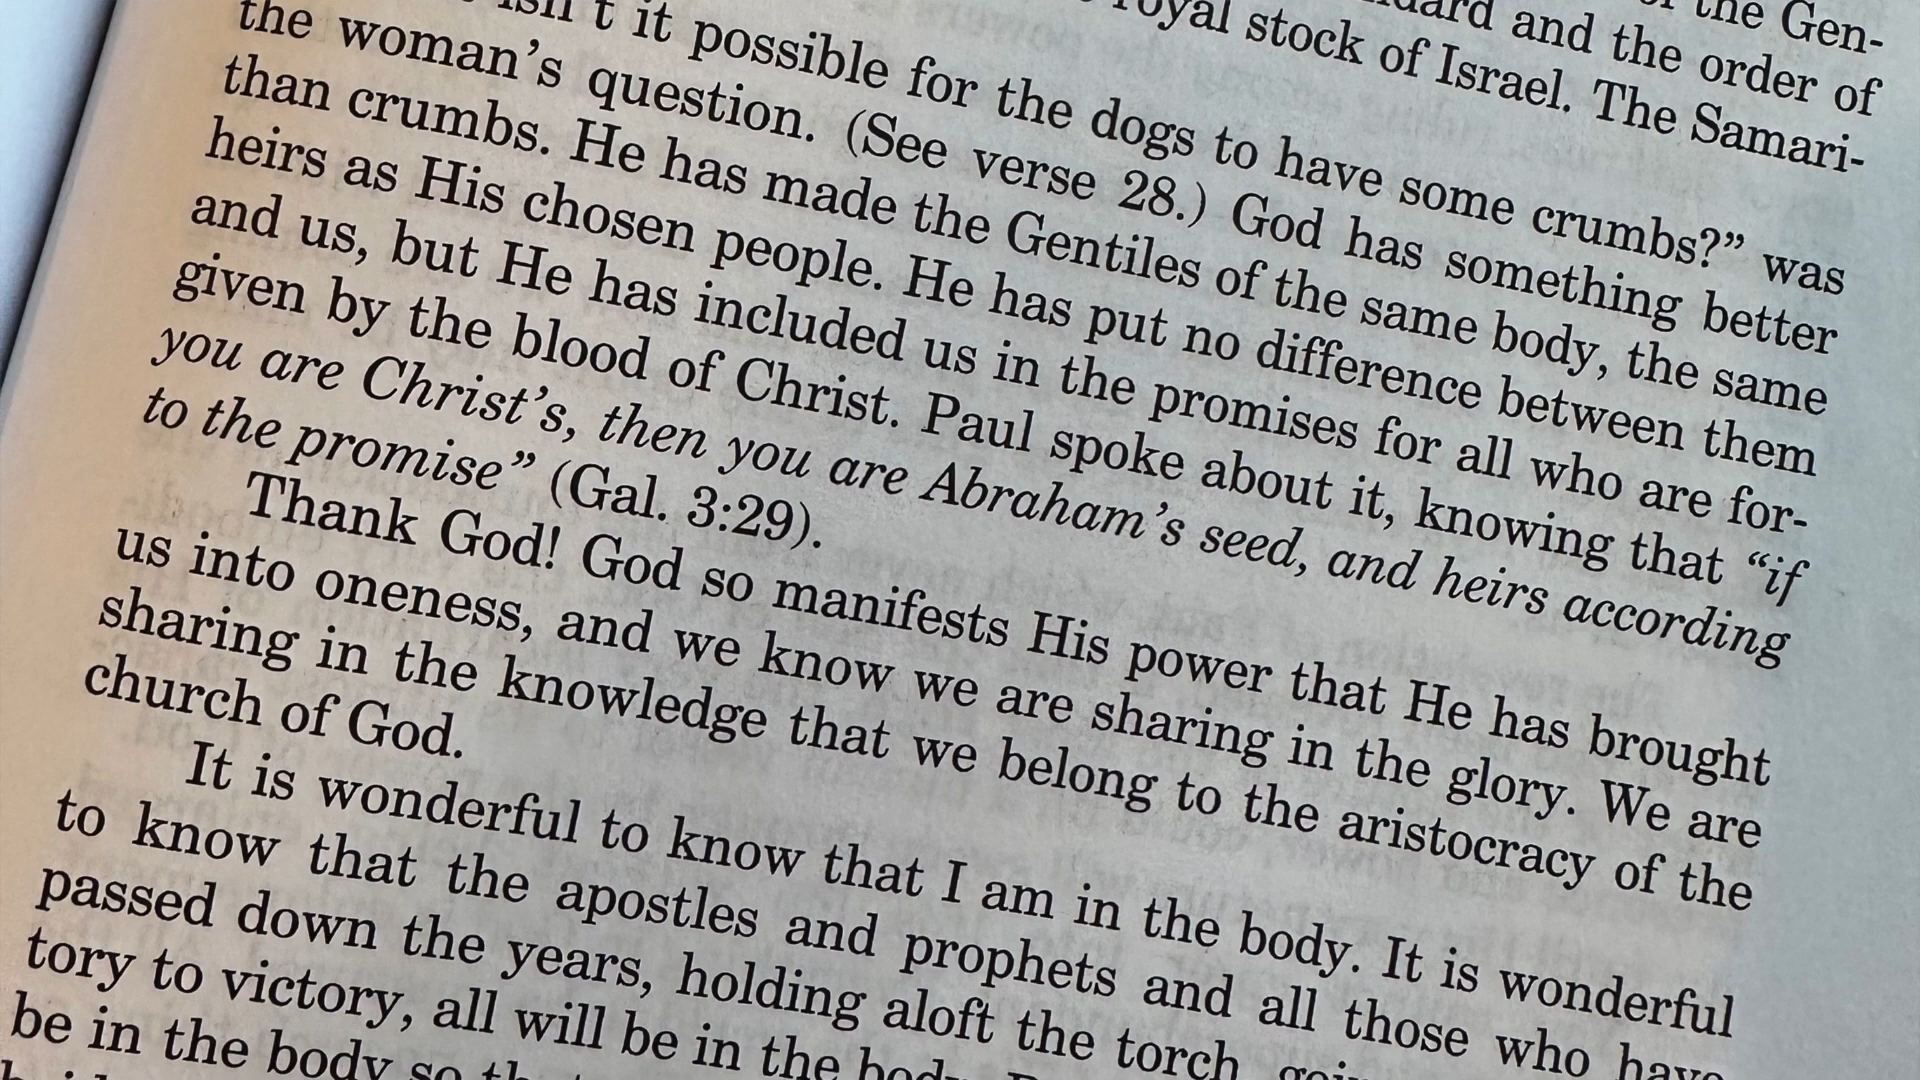 the Gen-
and the order of
royal stock of Israel. The Samari-
isn't it possible for the dogs to have some crumbs?” was
the woman's question. (See verse 28.) God has something better
than crumbs. He has made the Gentiles of the same body, the same
heirs as His chosen people. He has put no difference between them
and us, but He has included us in the promises for all who are for-
given by the blood of Christ. Paul spoke about it, knowing that “if
you are Christ's, then you are Abraham's seed, and heirs according
to the promise” (Gal. 3:29).
Thank God! God so manifests His power that He has brought
us into oneness, and we know we are sharing in the glory. We are
sharing in the knowledge that we belong to the aristocracy of the
church of God.
It is wonderful to know that I am in the body. It is wonderful
to know that the apostles and prophets and all those who have
passed down the years, holding aloft the torch
tory to victory, all will be in the body.
be in the body so